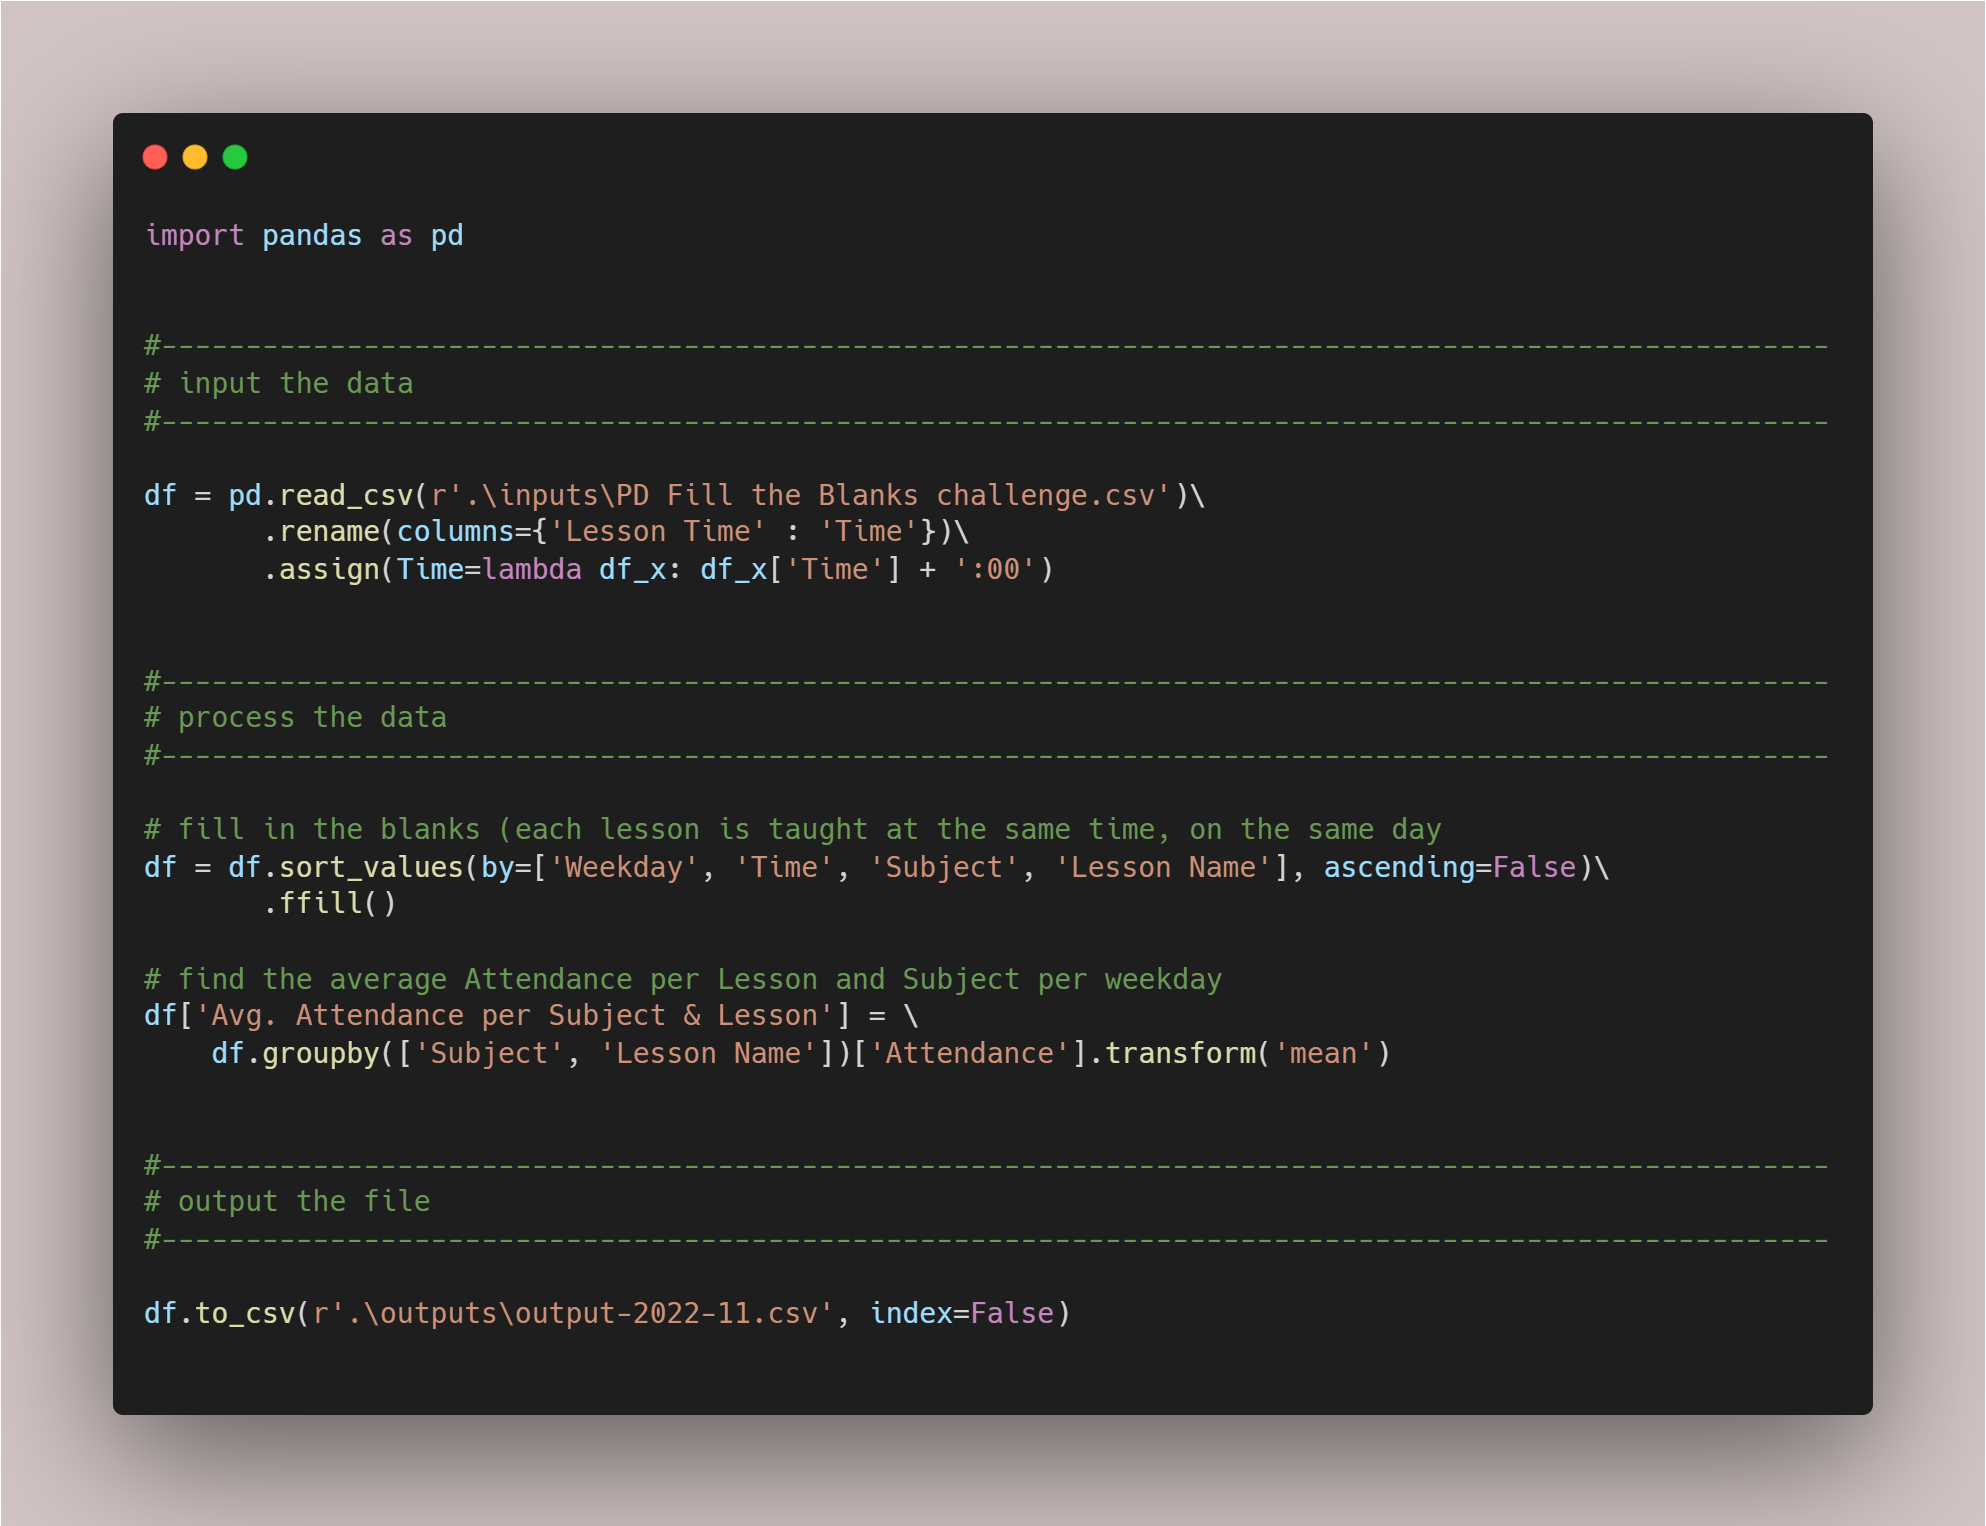 import pandas as pd
#---------------------------------------------------------------------------------------------------
# input the data
#---------------------------------------------------------------------------------------------------
df = pd.read_csv(r'.\inputs\PD Fill the Blanks challenge.csv')\
.rename(columns={'Lesson Time' : 'Time'})\
.assign(Time=lambda df_x: df_x['Time'] + ':00')
#---------------------------------------------------------------------------------------------------
# process the data
#---------------------------------------------------------------------------------------------------
# fill in the blanks (each lesson is taught at the same time, on the same day
df = df.sort_values(by=['Weekday', 'Time', 'Subject', 'Lesson Name'], ascending=False)\
.ffill()
# find the average Attendance per Lesson and Subject per weekday
df['Avg. Attendance per Subject & Lesson'] = \
df.groupby(['Subject', 'Lesson Name'])['Attendance'].transform('mean')
#---------------------------------------------------------------------------------------------------
# output the file
#---------------------------------------------------------------------------------------------------
df.to_csv(r'.\outputs\output-2022-11.csv', index=False)